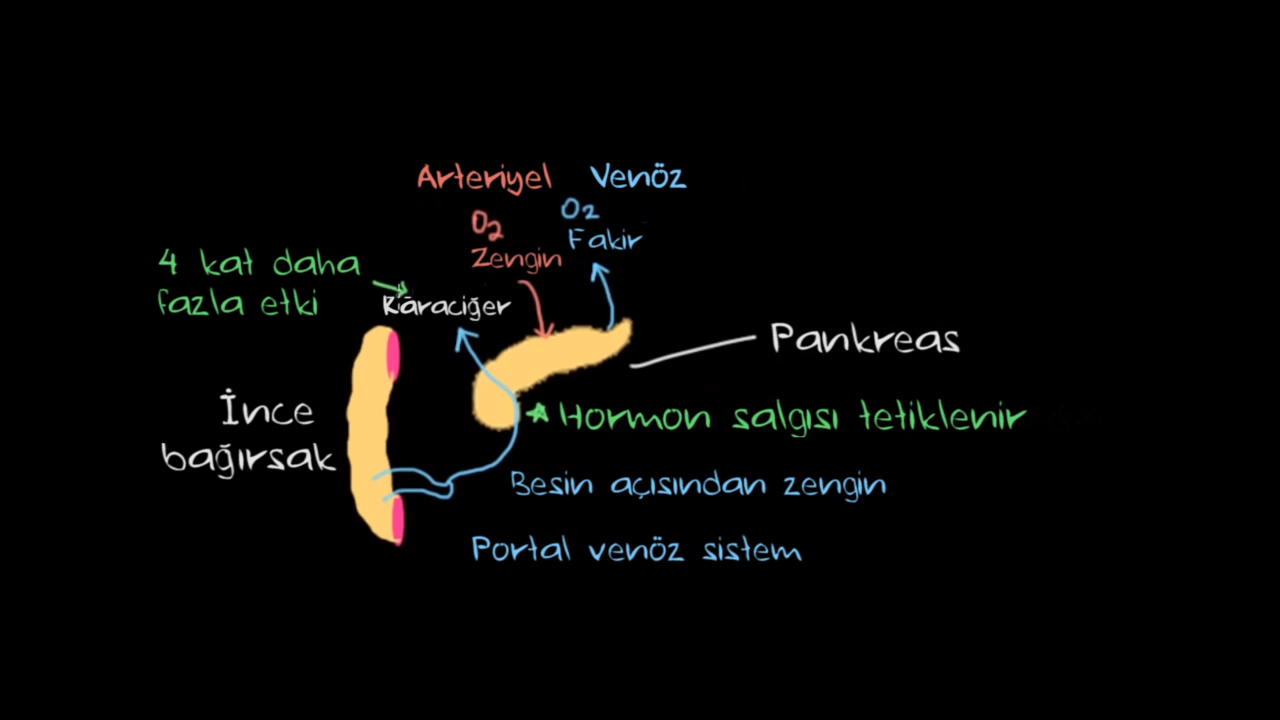 Arteriyel
Venöz
O2
Zengin
O2
Fakir
4 kat daha
fazla etki
Karaciğer
Pankreas
İnce
bağırsak
Hormon salgısı tetiklenir
Besin açısından zengin
Portal venöz sistem